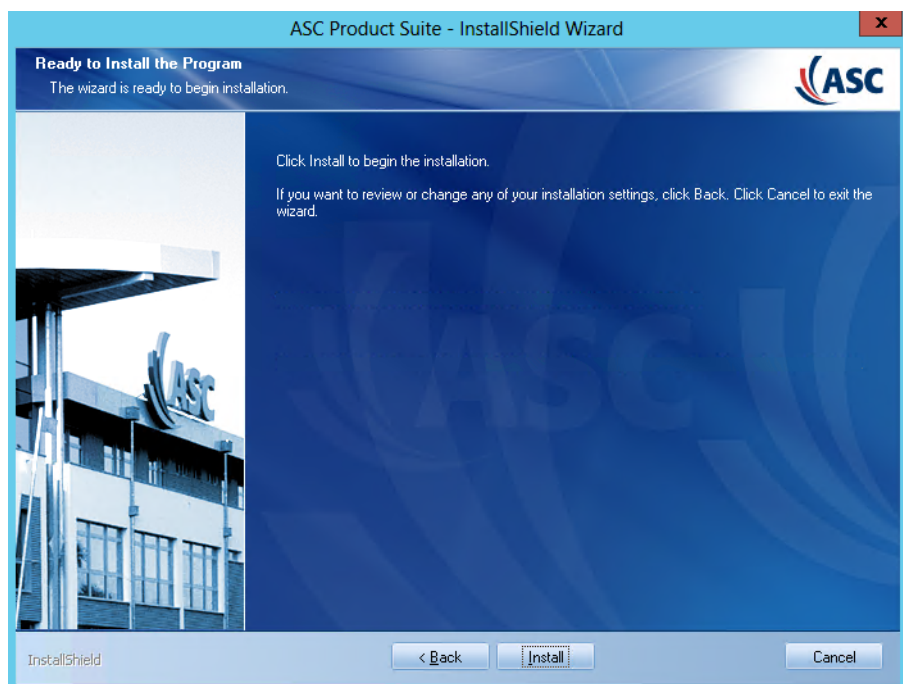 ASC Product Suite - InstallShield Wizard
x
Ready to Install the Program
The wizard is ready to begin installation.
ASC
Click Install to begin the installation.
If you want to review or change any of your installation settings, click Back. Click Cancel to exit the
wizard.
ASC
ASC
InstallShield
< Back
Install
Cancel